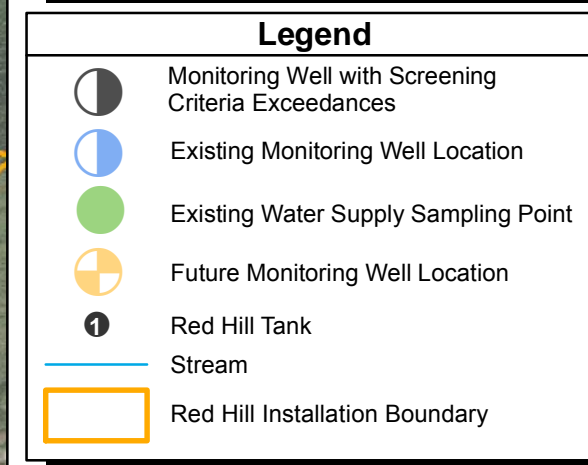 Legend
Monitoring Well with Screening
Criteria Exceedances
Existing Monitoring Well Location
Existing Water Supply Sampling Point
Future Monitoring Well Location
1
Red Hill Tank
Stream
Red Hill Installation Boundary